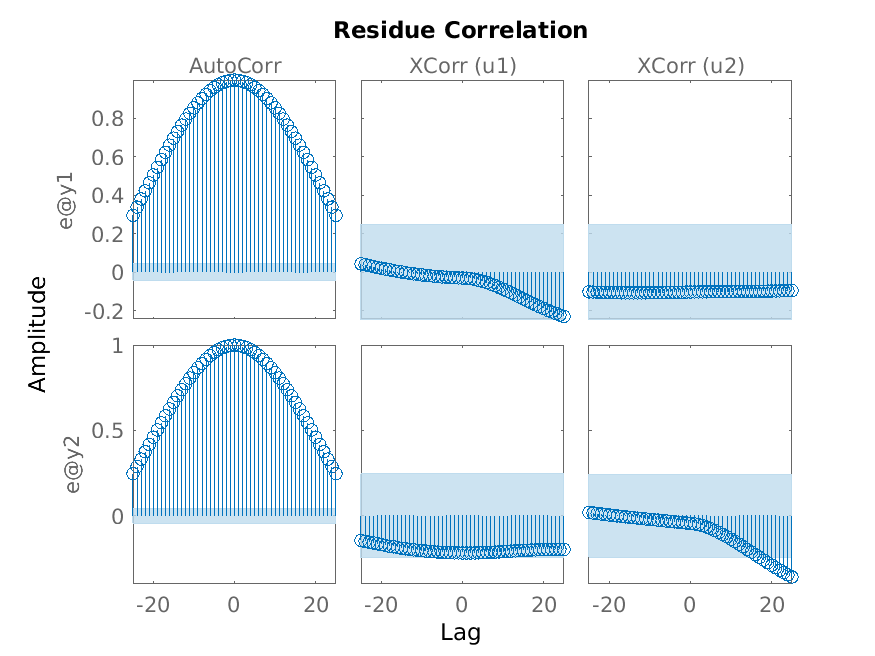 Residue Correlation
AutoCorr
XCorr (u1)
XCorr (u2)
e@y1
0.8
0.6
0.4
0.2
0
-0.2
Amplitude
e@y2
1
0.5
0
-20 0 20
-20 0 20
-20 0 20
Lag